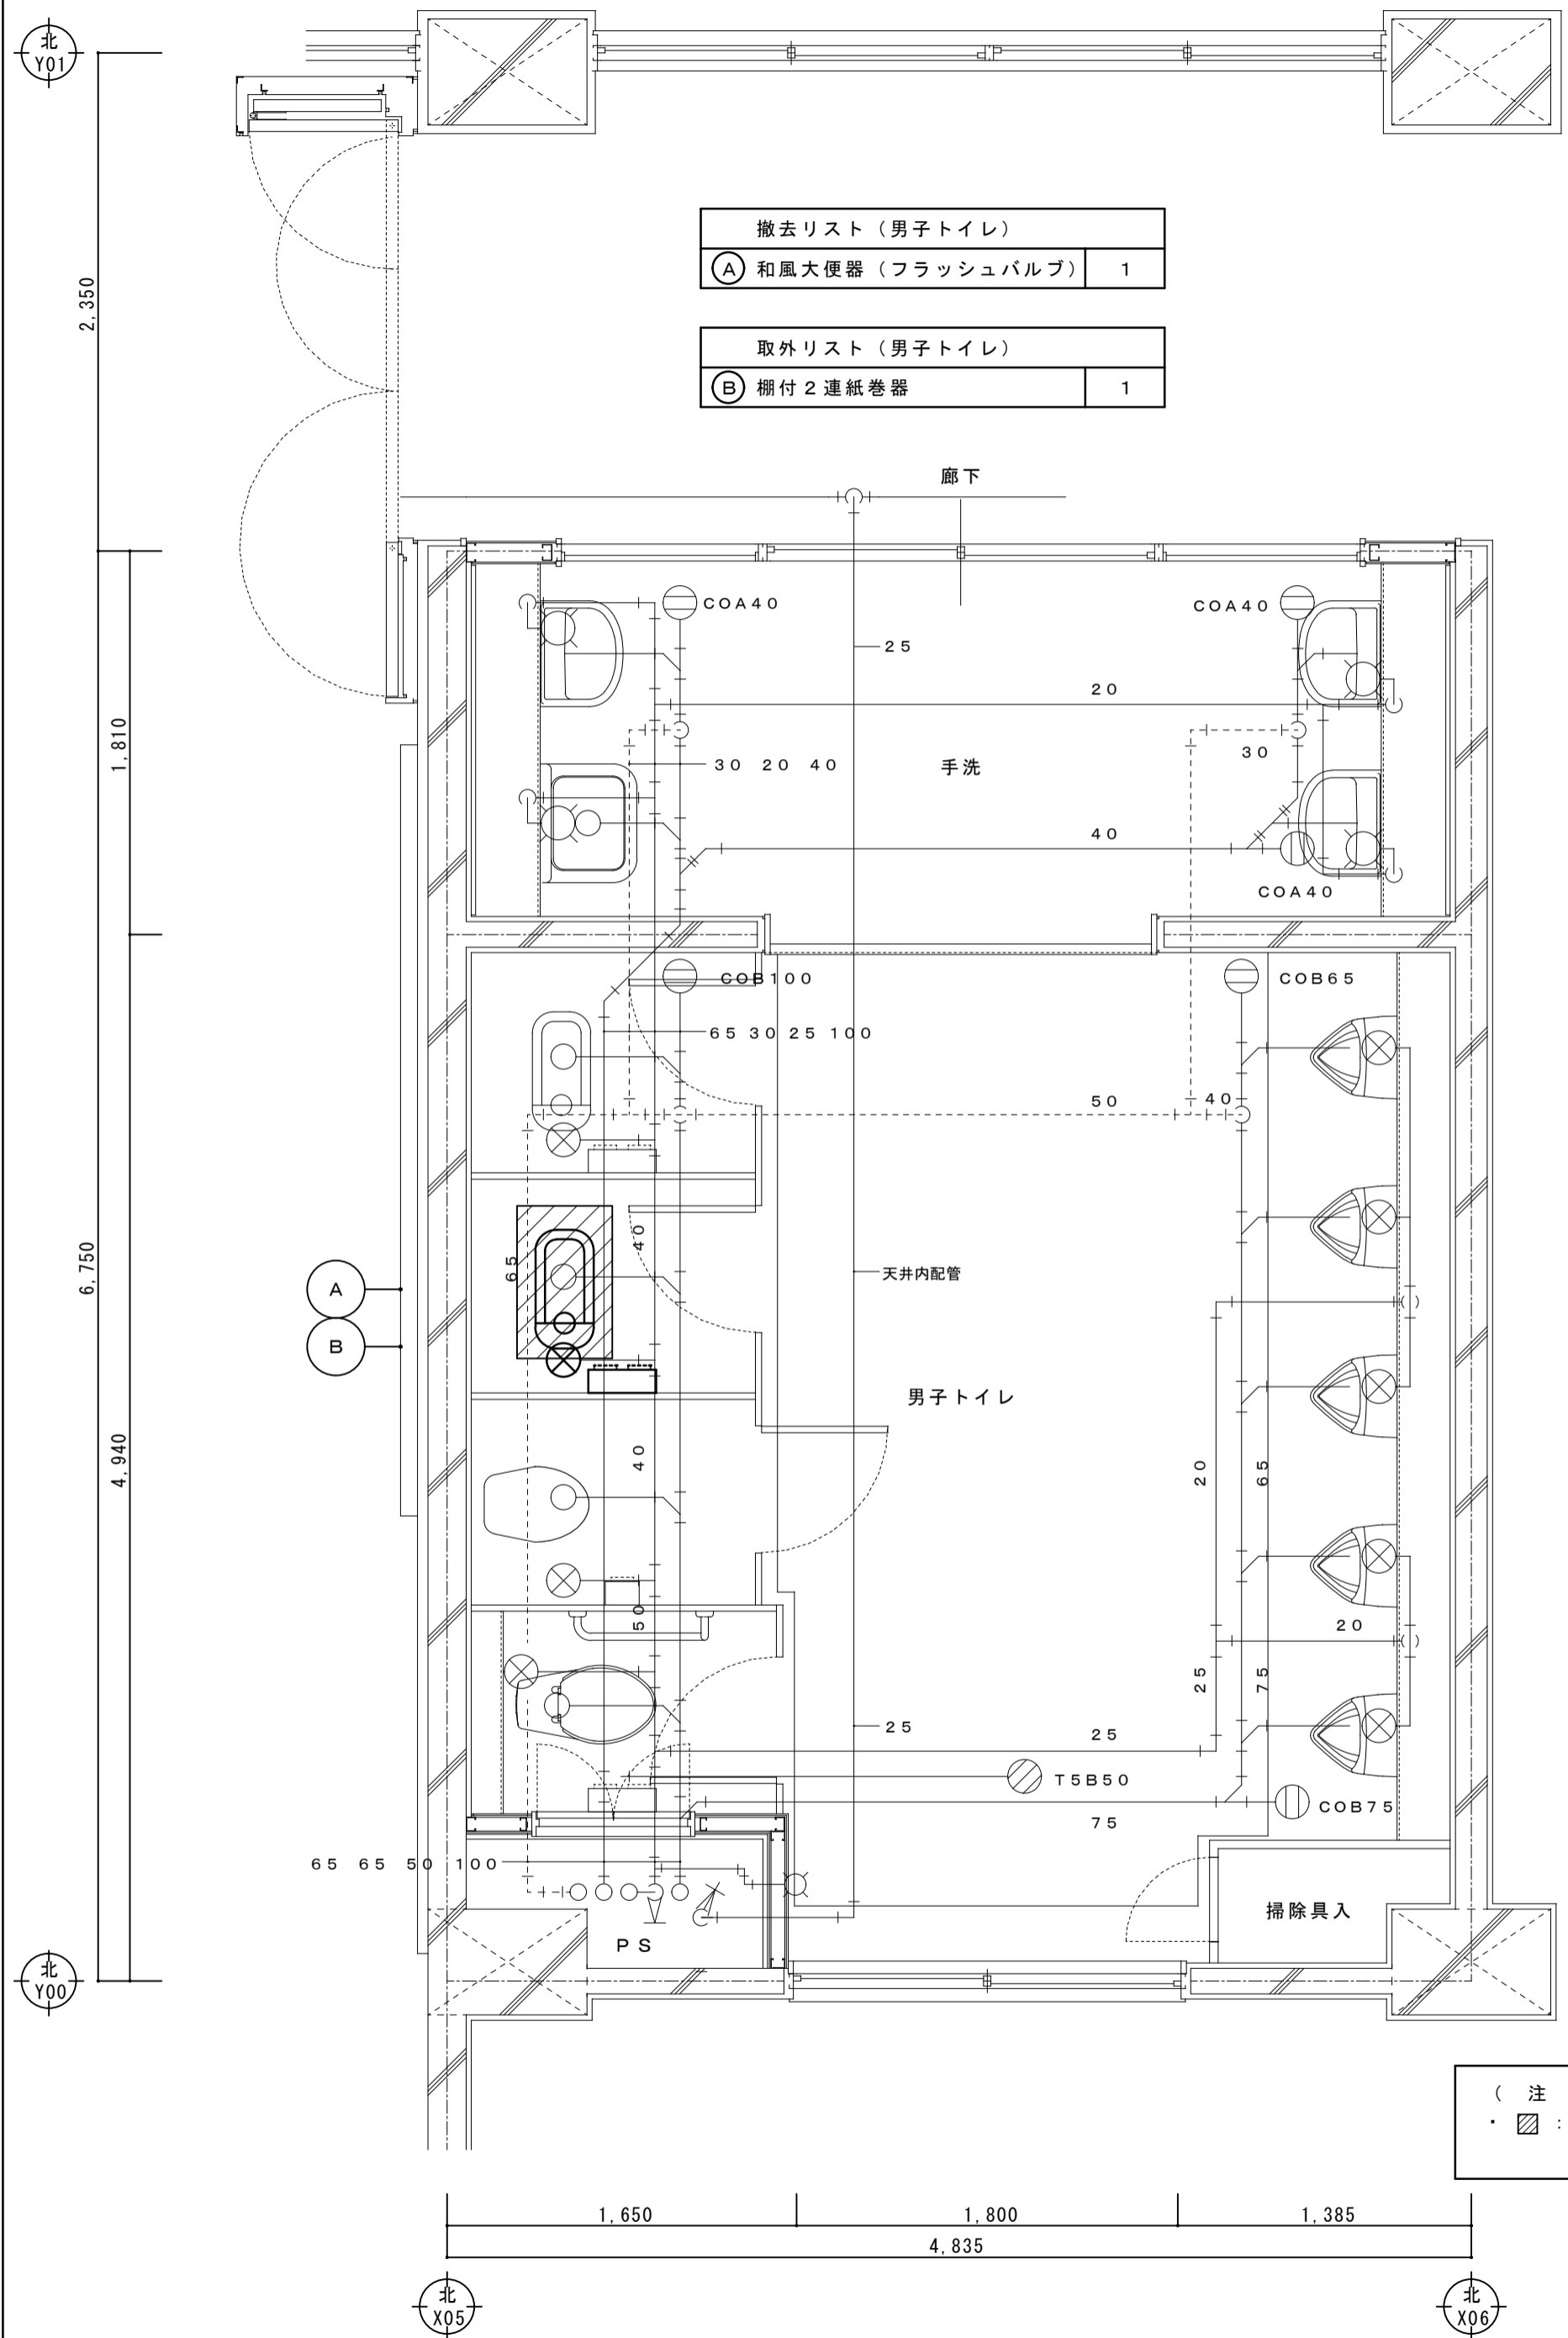 北
Y01
撤去リスト（男子トイレ）
A 和風大便器（フラッシュバルブ） 1
2,350
取外リスト（男子トイレ）
B 棚付２連紙巻器 1
廊下
COA40
COA40
25
20
1,810
30
30 20 40
手洗
40
COA40
COB100
COB65
65 30 25 100
50
40
40
65
6,750
天井内配管
A
B
男子トイレ
4,940
40
20
65
50
20
25
75
25
25
T5B50
COB75
75
65 65 50 100
掃除具入
PS
北
Y00
（ 注
・ ：
1,650
1,800
1,385
4,835
北
X05
北
X06